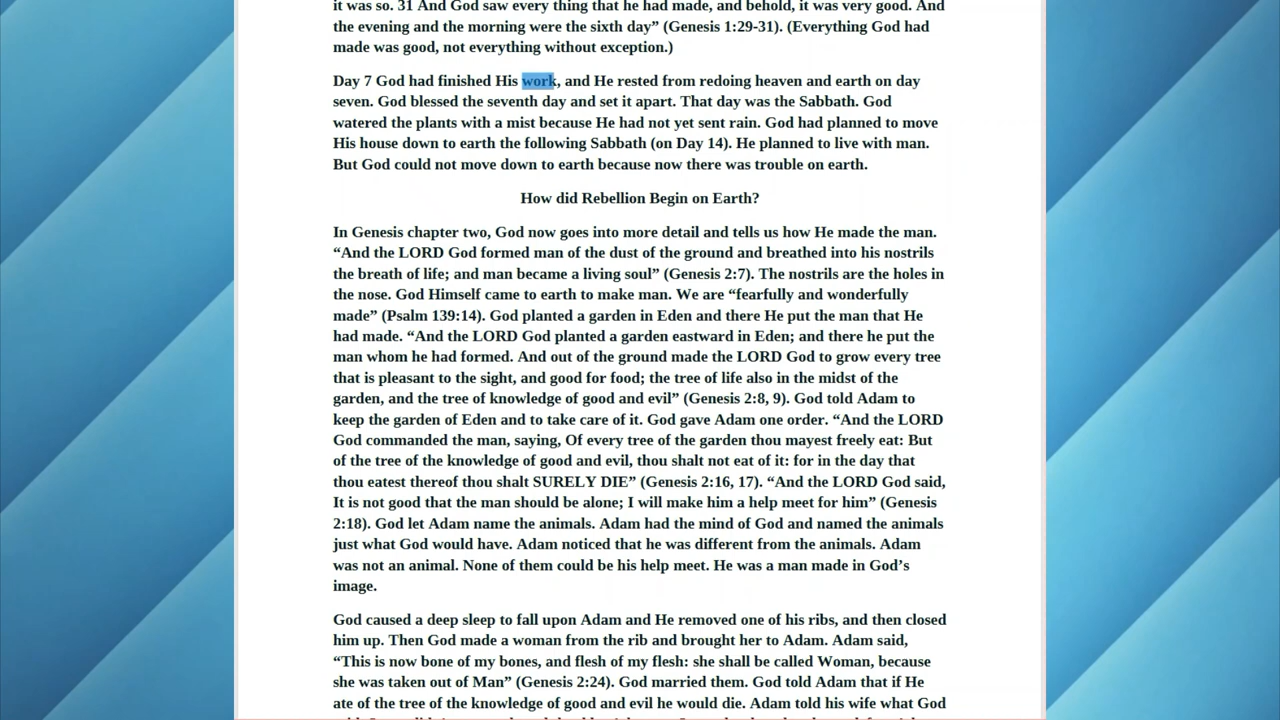 it was so. 31 And God saw every thing that he had made, and behold, it was very good. And
the evening and the morning were the sixth day” (Genesis 1:29-31). (Everything God had
made was good, not everything without exception.)
Day 7 God had finished His work, and He rested from redoing heaven and earth on day
seven. God blessed the seventh day and set it apart. That day was the Sabbath. God
watered the plants with a mist because He had not yet sent rain. God had planned to move
His house down to earth the following Sabbath (on Day 14). He planned to live with man.
But God could not move down to earth because now there was trouble on earth.
How did Rebellion Begin on Earth?
In Genesis chapter two, God now goes into more detail and tells us how He made the man.
“And the LORD God formed man of the dust of the ground and breathed into his nostrils
the breath of life; and man became a living soul” (Genesis 2:7). The nostrils are the holes in
the nose. God Himself came to earth to make man. We are “fearfully and wonderfully
made” (Psalm 139:14). God planted a garden in Eden and there He put the man that He
had made. “And the LORD God planted a garden eastward in Eden; and there he put the
man whom he had formed. And out of the ground made the LORD God to grow every tree
that is pleasant to the sight, and good for food; the tree of life also in the midst of the
garden, and the tree of knowledge of good and evil” (Genesis 2:8, 9). God told Adam to
keep the garden of Eden and to take care of it. God gave Adam one order. “And the LORD
God commanded the man, saying, Of every tree of the garden thou mayest freely eat: But
of the tree of the knowledge of good and evil, thou shalt not eat of it: for in the day that
thou eatest thereof thou shalt SURELY DIE” (Genesis 2:16, 17). “And the LORD God said,
It is not good that the man should be alone; I will make him a help meet for him” (Genesis
2:18). God let Adam name the animals. Adam had the mind of God and named the animals
just what God would have. Adam noticed that he was different from the animals. Adam
was not an animal. None of them could be his help meet. He was a man made in God’s
image.
God caused a deep sleep to fall upon Adam and He removed one of his ribs, and then closed
him up. Then God made a woman from the rib and brought her to Adam. Adam said,
“This is now bone of my bones, and flesh of my flesh: she shall be called Woman, because
she was taken out of Man” (Genesis 2:24). God married them. God told Adam that if He
ate of the tree of the knowledge of good and evil he would die. Adam told his wife what God